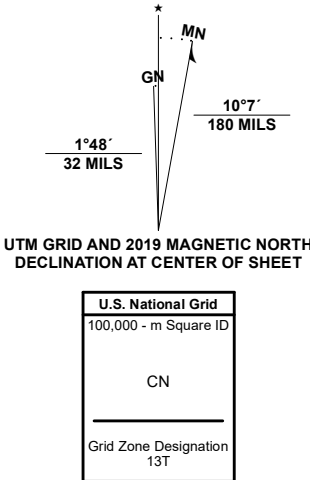 ★
MN
GN
10°7´
180 MILS
1°48´
32 MILS
UTM GRID AND 2019 MAGNETIC NORTH
DECLINATION AT CENTER OF SHEET
U.S. National Grid
100,000 - m Square ID
CN
Grid Zone Designation
13T